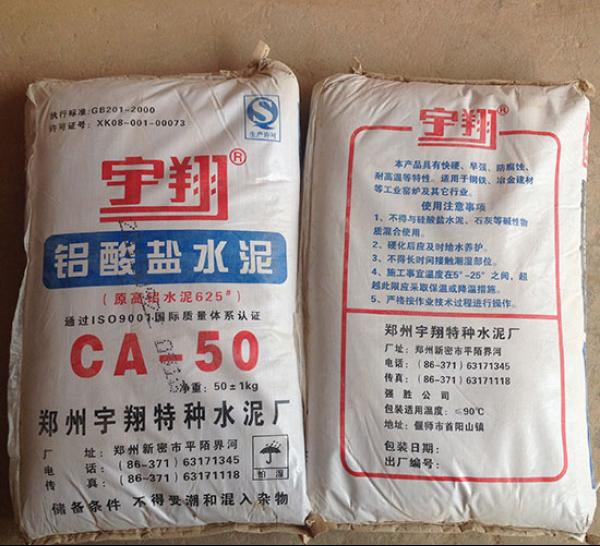 执行标准:GB201-2000
许可证号: XK08-001-00073
生产许可
宇翔®
铝酸盐水泥
(原高铝水泥625#)
通过ISO9001国际质量体系认证
CA-50
净重: 50±1kg
郑州宇翔特种水泥厂
厂 址: 郑州新密市平陌界河
电 话: (86-371) 63171345
传 真: (86-371) 63171118
怕湿
储备条件 不得受潮和混入杂物
宇翔®
本产品具有快硬、早强、防腐蚀、
耐高温等特性。适用于钢铁、冶金建材
等工业窑炉及其它行业。
使用注意事项
1、不得与硅酸盐水泥、石灰等碱性物
质混合使用。
2、硬化后应及时给水养护。
3、不得长时间接触潮湿部位。
4、施工事宜温度在5°-25°之间,超
越此限应采取保温或降温措施。
5、严格按作业技术过程进行操作。
郑州宇翔特种水泥厂
厂址: 郑州新密市平陌界河
电话: (86-371) 63171345
传真: (86-371) 63171118
强胜公司
包装适用温度: ≤90℃
地址: 偃师市首阳山镇
包装日期:
出厂编号: